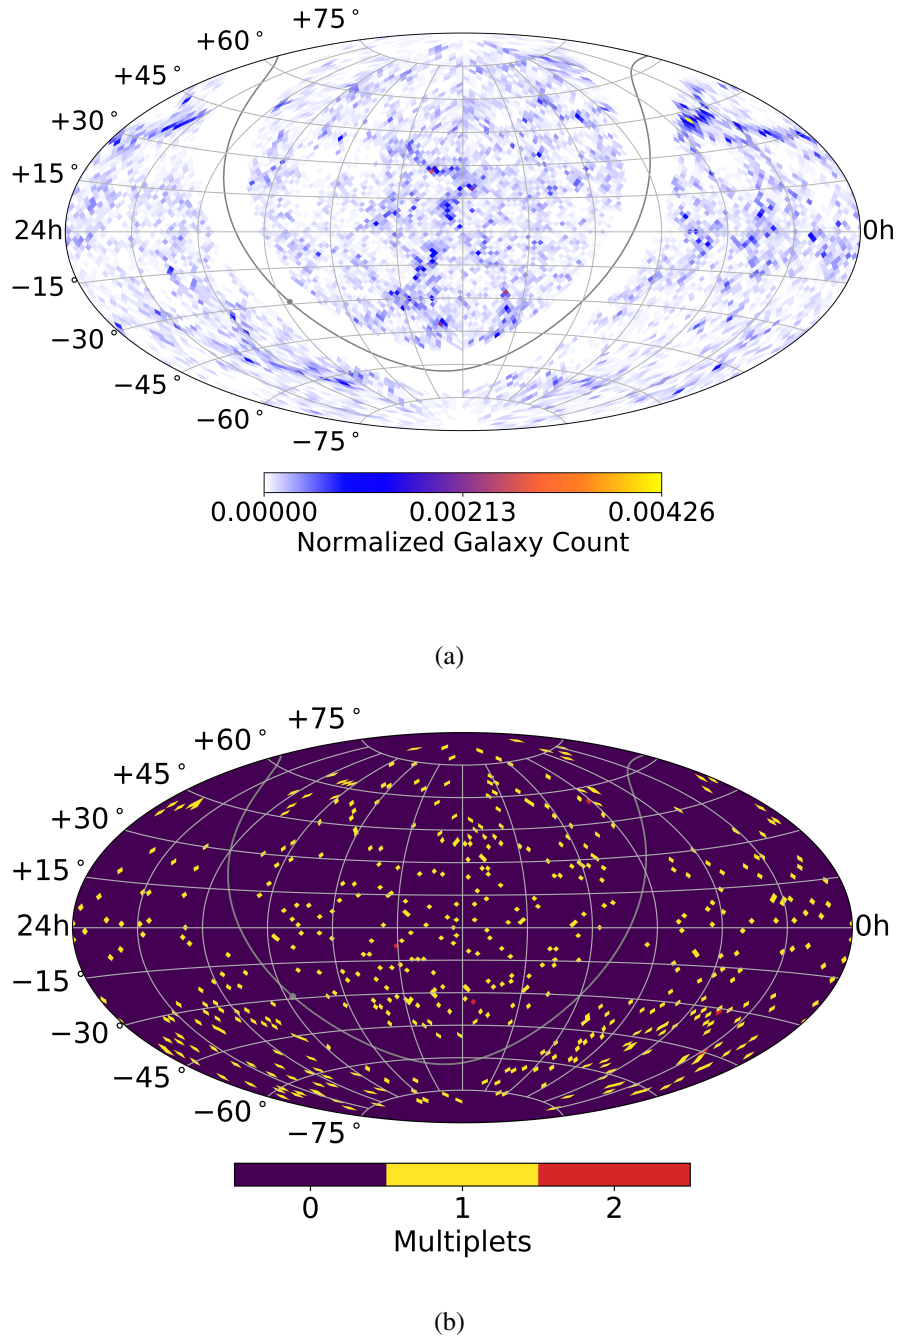 +75°
+60°
+45°
+30°
+15°
24h
0h
−15°
−30°
−45°
−60°
−75°
0.00000 0.00213 0.00426
Normalized Galaxy Count
(a)
+75°
+60°
+45°
+30°
+15°
24h
0h
−15°
−30°
−45°
−60°
−75°
0 1 2
Multiplets
(b)